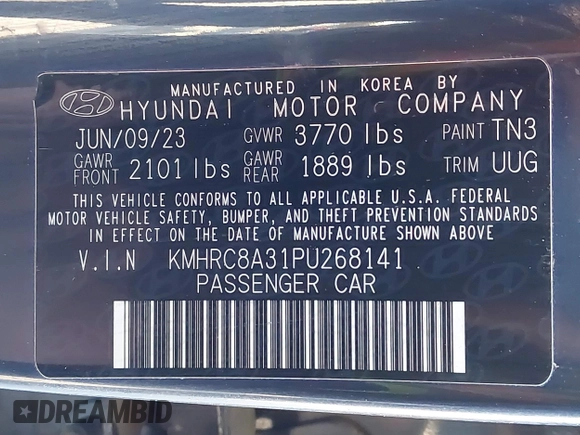 MANUFACTURED IN KOREA BY
HYUNDAI MOTOR COMPANY
JUN/09/23 GVWR 3770 lbs PAINT TN3
GAWR FRONT 2101 lbs GAWR REAR 1889 lbs TRIM UUG
THIS VEHICLE CONFORMS TO ALL APPLICABLE U.S.A. FEDERAL
MOTOR VEHICLE SAFETY, BUMPER, AND THEFT PREVENTION STANDARDS
IN EFFECT ON THE DATE OF MANUFACTURE SHOWN ABOVE
V.I.N KMHRC8A31PU268141
PASSENGER CAR
DREAMBID